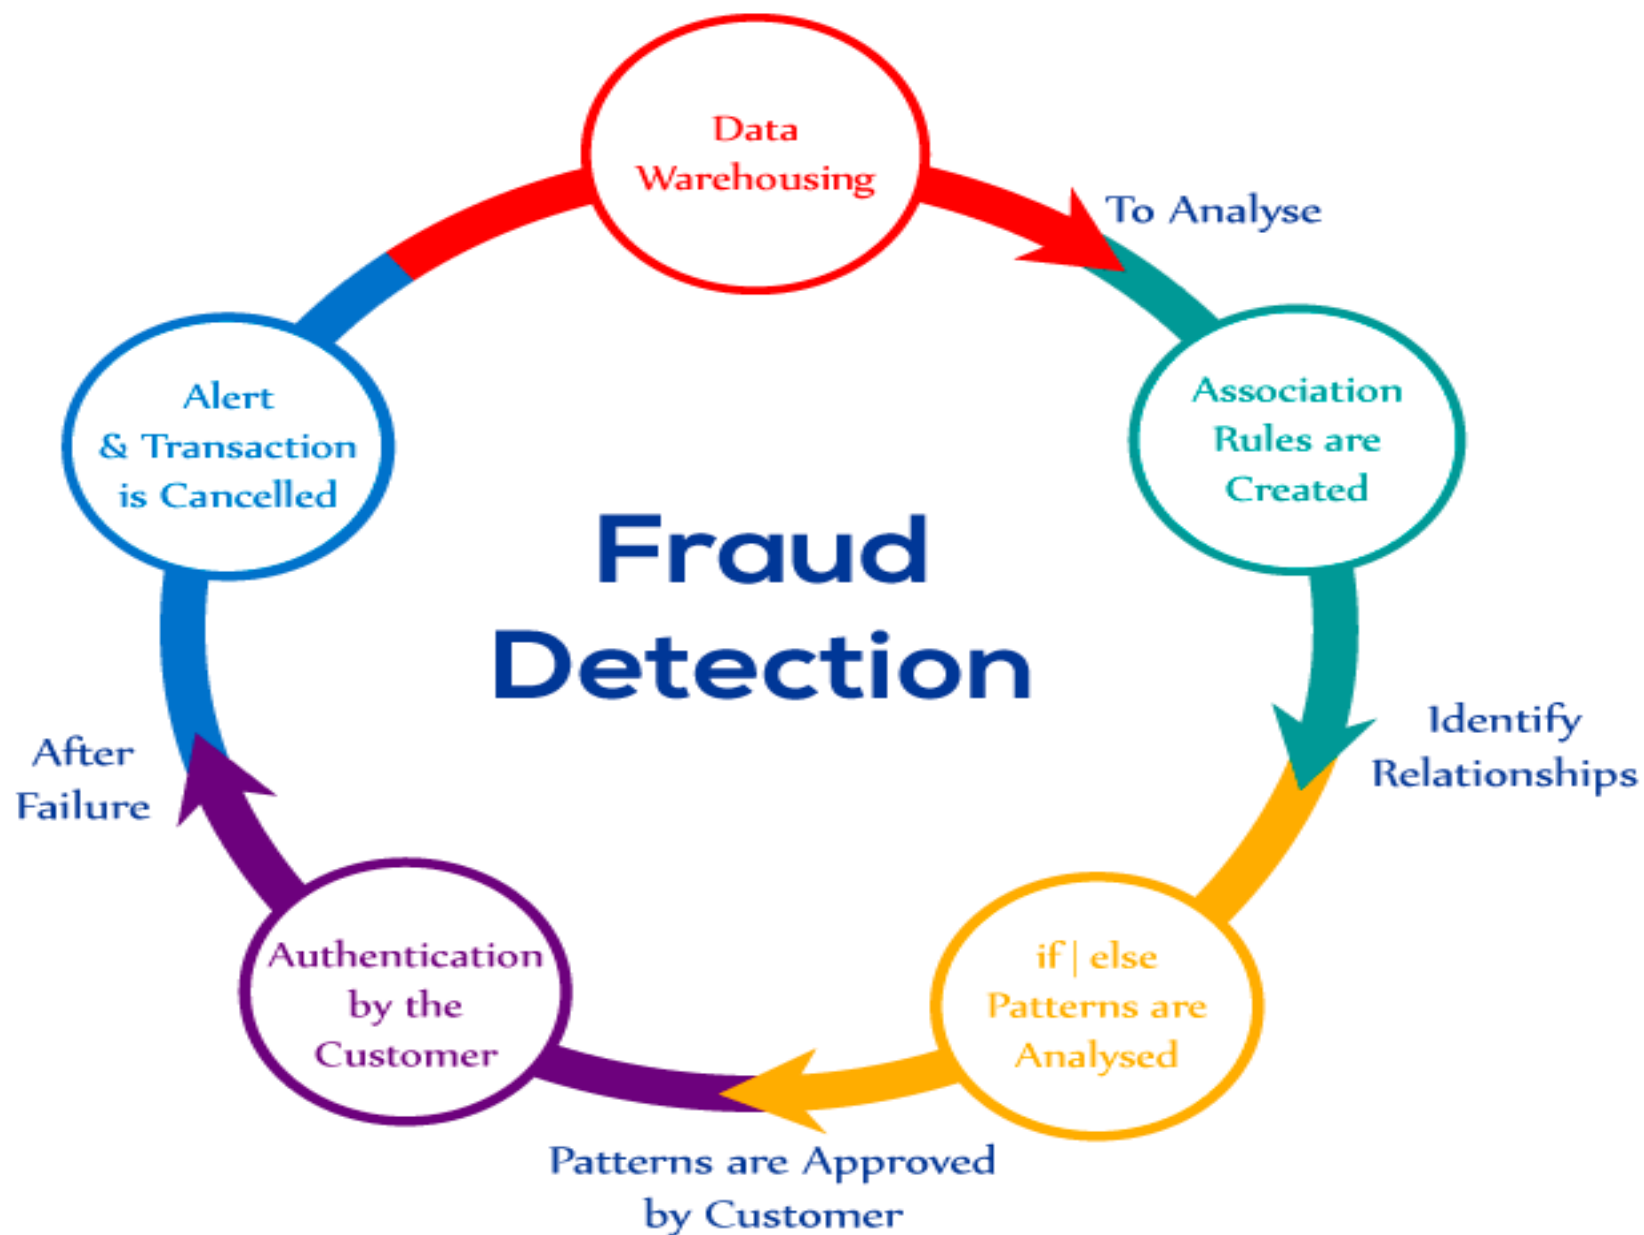 Data
Warehousing
To Analyse
Association
Rules are
Created
Identify
Relationships
if | else
Patterns are
Analysed
Patterns are Approved
by Customer
Authentication
by the
Customer
After
Failure
Alert
& Transaction
is Cancelled
Fraud
Detection